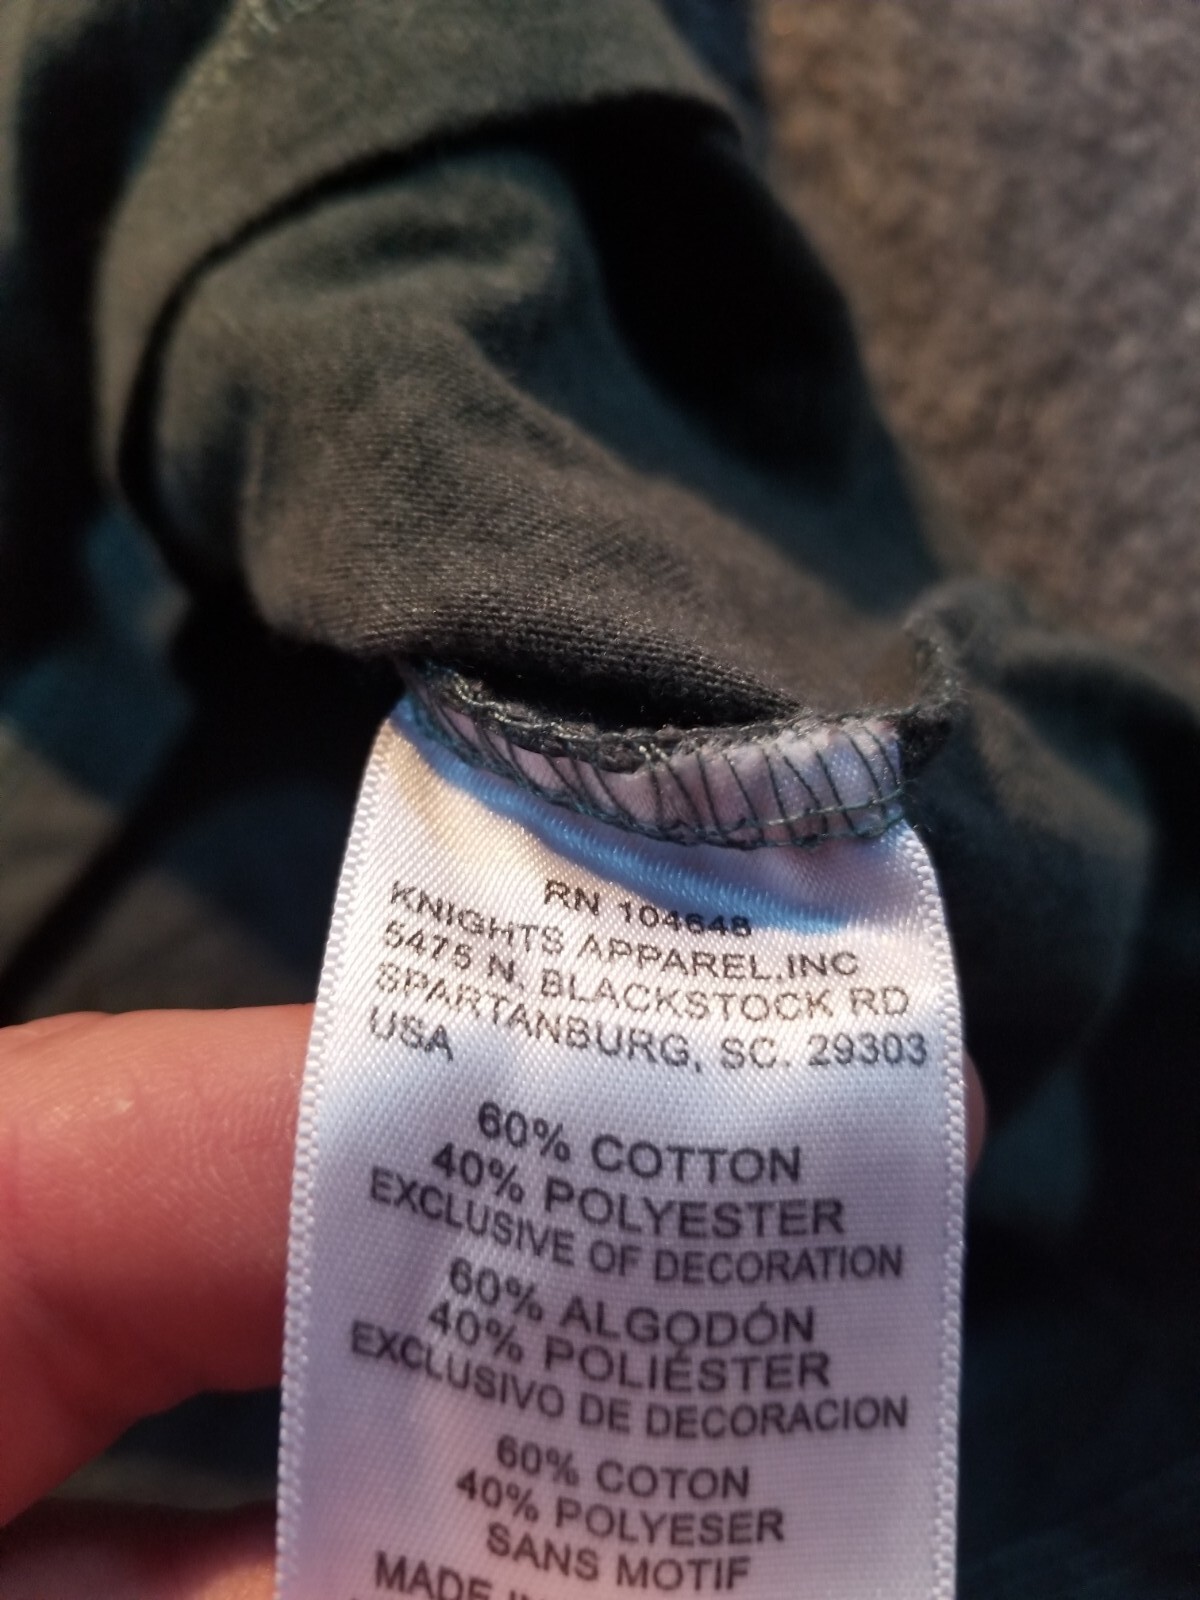 RN 104648
KNIGHTS APPAREL.INC
5475 N. BLACKSTOCK RD
SPARTANBURG, SC. 29303
USA
60% COTTON
40% POLYESTER
EXCLUSIVE OF DECORATION
60% ALGODÓN
40% POLIÉSTER
EXCLUSIVO DE DECORACION
60% COTON
40% POLYESER
SANS MOTIF
MADE